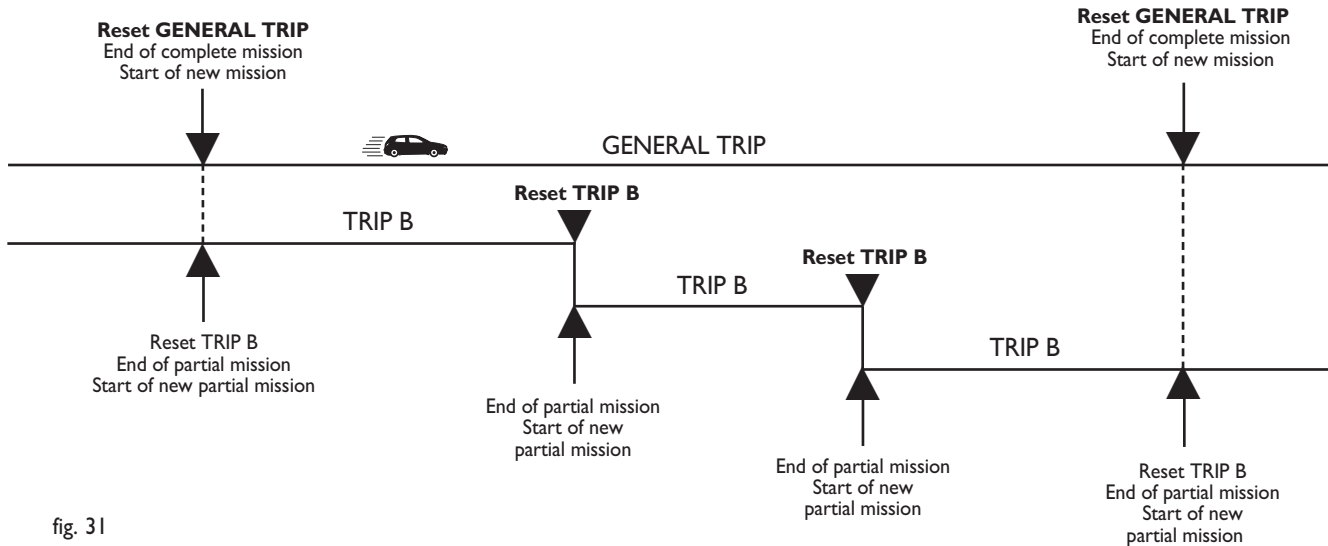 Reset GENERAL TRIP
End of complete mission
Start of new mission
Reset GENERAL TRIP
End of complete mission
Start of new mission
GENERAL TRIP
Reset TRIP B
TRIP B
Reset TRIP B
TRIP B
TRIP B
Reset TRIP B
End of partial mission
Start of new partial mission
End of partial mission
Start of new
partial mission
End of partial mission
Start of new
partial mission
Reset TRIP B
End of partial mission
Start of new
partial mission
fig. 31